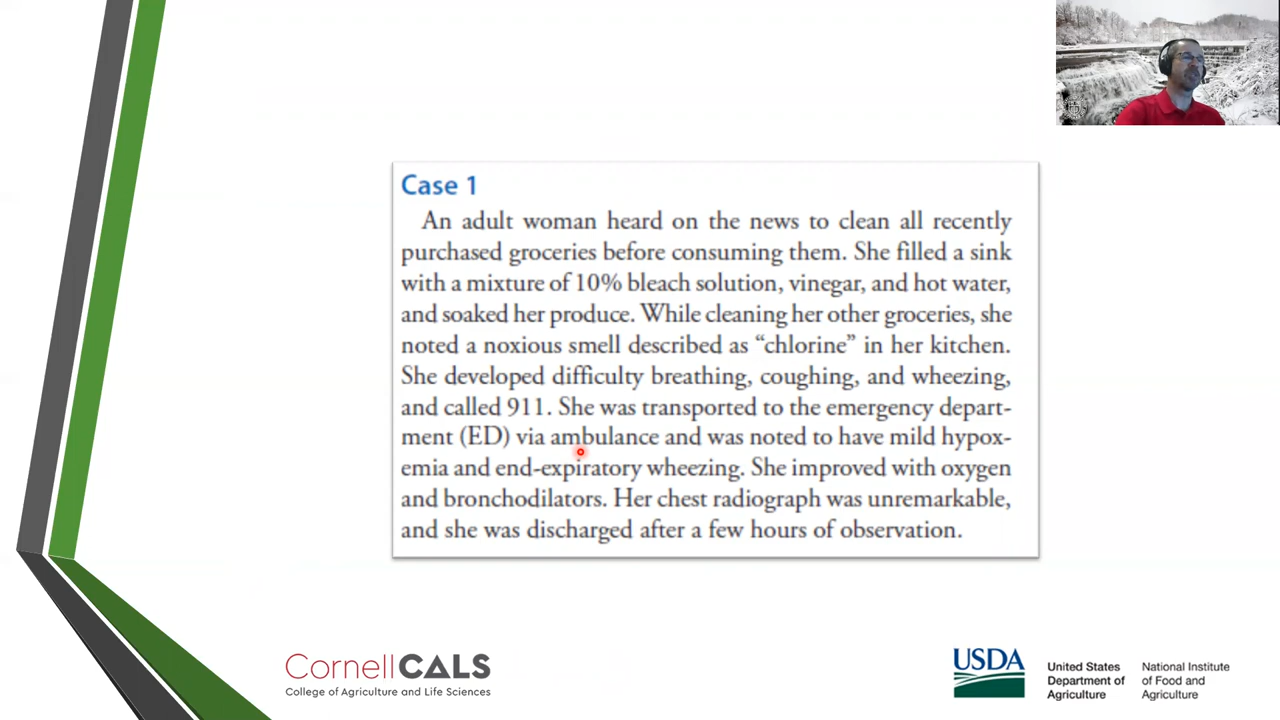 Case 1
An adult woman heard on the news to clean all recently
purchased groceries before consuming them. She filled a sink
with a mixture of 10% bleach solution, vinegar, and hot water,
and soaked her produce. While cleaning her other groceries, she
noted a noxious smell described as “chlorine” in her kitchen.
She developed difficulty breathing, coughing, and wheezing,
and called 911. She was transported to the emergency depart-
ment (ED) via ambulance and was noted to have mild hypox-
emia and end-expiratory wheezing. She improved with oxygen
and bronchodilators. Her chest radiograph was unremarkable,
and she was discharged after a few hours of observation.
CornellCALS
College of Agriculture and Life Sciences
USDA
United States
Department of
Agriculture
National Institute
of Food and
Agriculture